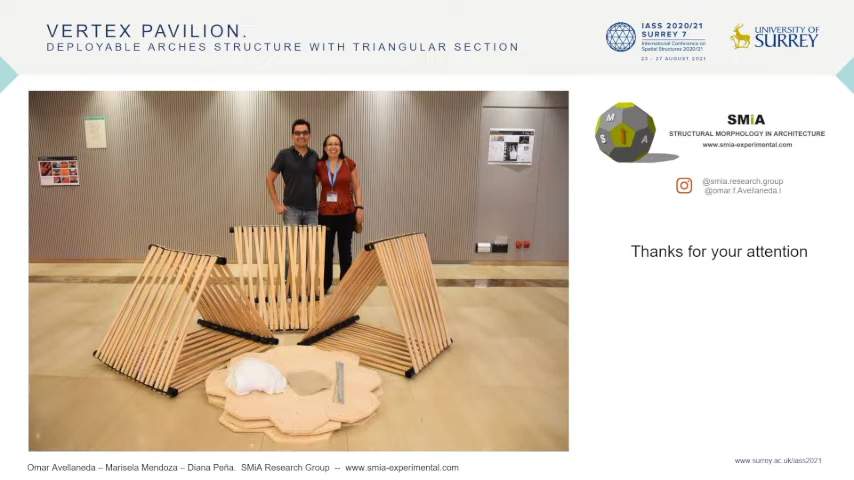 VERTEX PAVILION.
DEPLOYABLE ARCHES STRUCTURE WITH TRIANGULAR SECTION
IASS 2020/21
SURREY 7
International Conference on
Spatial Structures 2020/21
23 - 27 AUGUST 2021
UNIVERSITY OF
SURREY
M
S
A
SMiA
STRUCTURAL MORPHOLOGY IN ARCHITECTURE
www.smia-experimental.com
@smia.research.group
@omar.f.Avellaneda.l
Thanks for your attention
www.surrey.ac.uk/iass2021
Omar Avellaneda – Marisela Mendoza – Diana Peña. SMiA Research Group -- www.smia-experimental.com